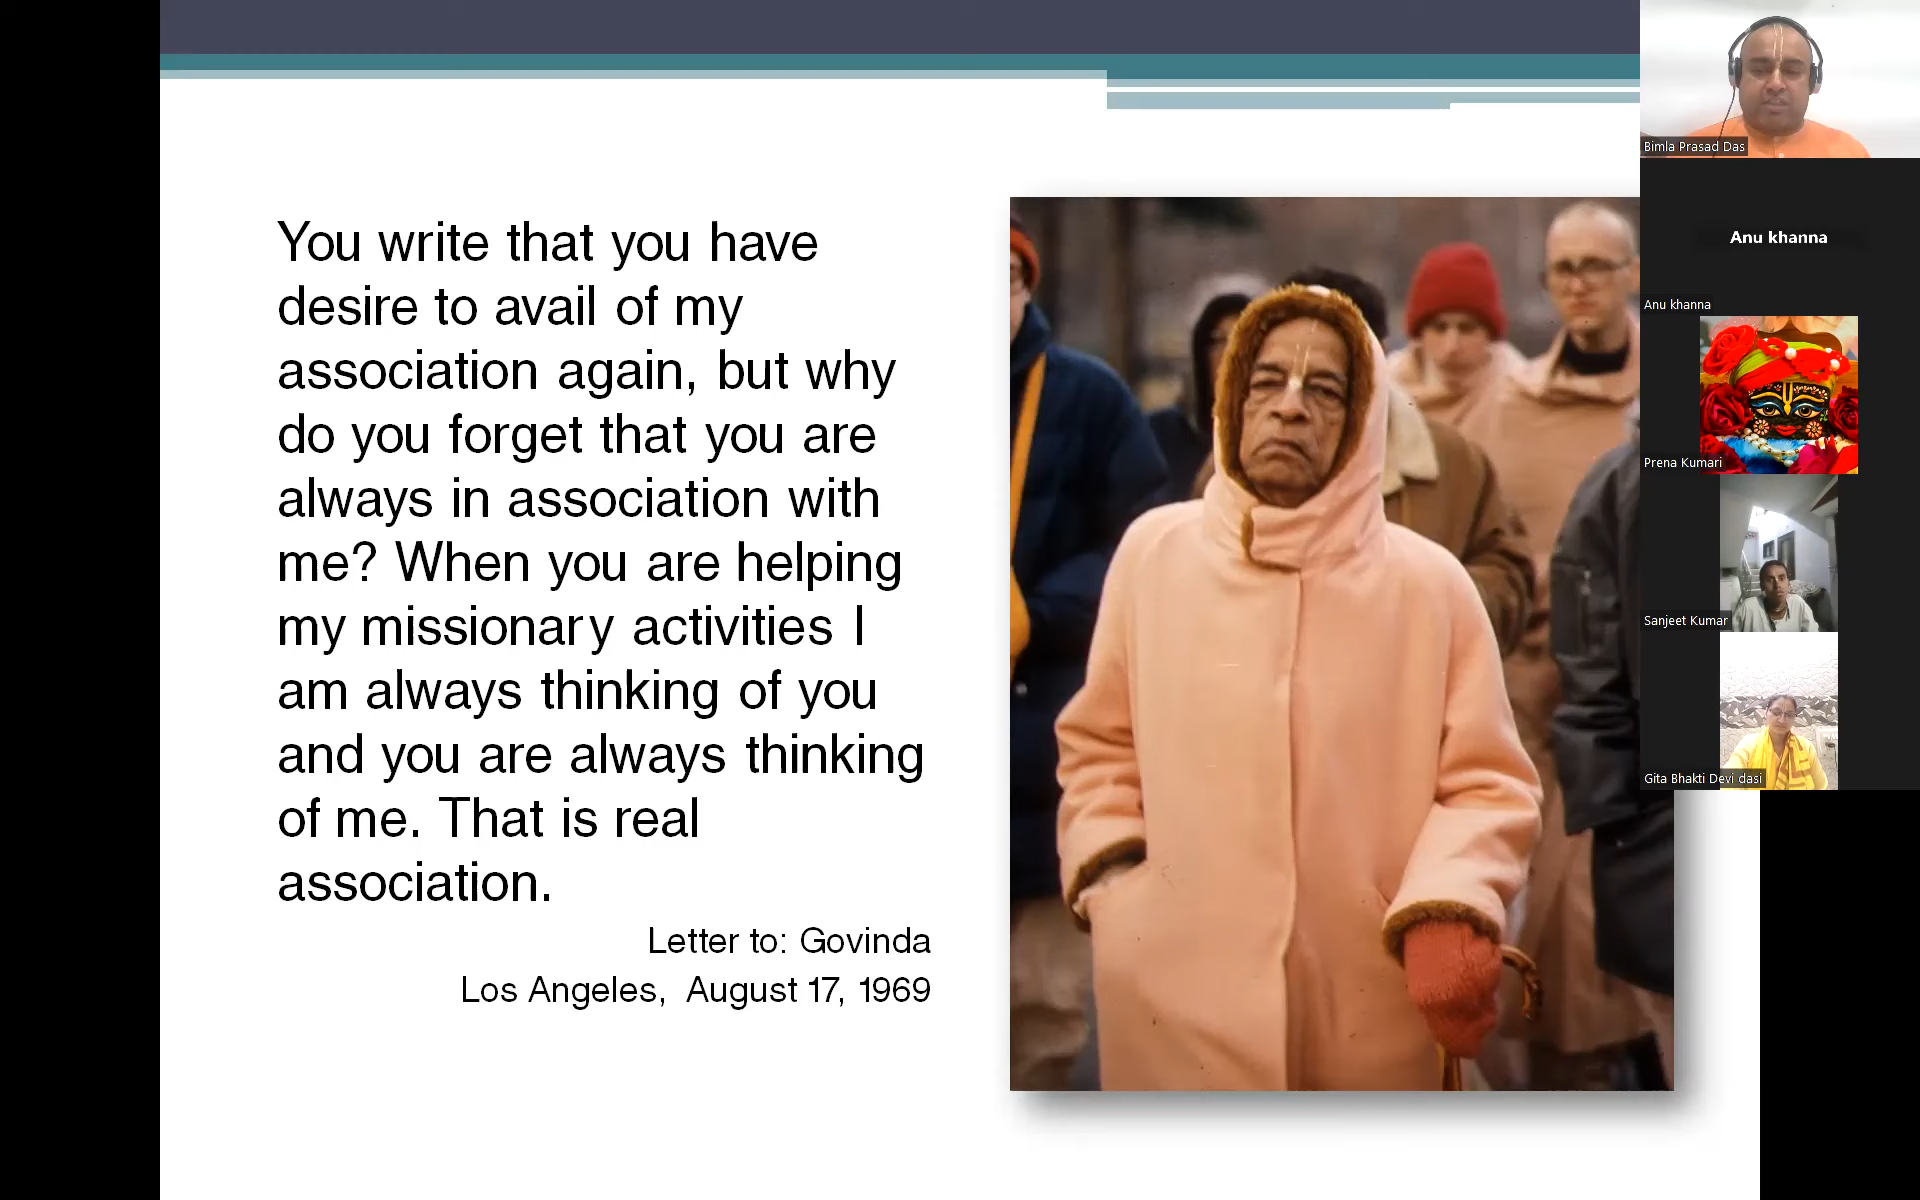 You write that you have
desire to avail of my
association again, but why
do you forget that you are
always in association with
me? When you are helping
my missionary activities I
am always thinking of you
and you are always thinking
of me. That is real
association.
Letter to: Govinda
Los Angeles, August 17, 1969
Bimla Prasad Das
Anu khanna
Anu khanna
Prena Kumari
Sanjeet Kumar
Gita Bhakti Devi dasi